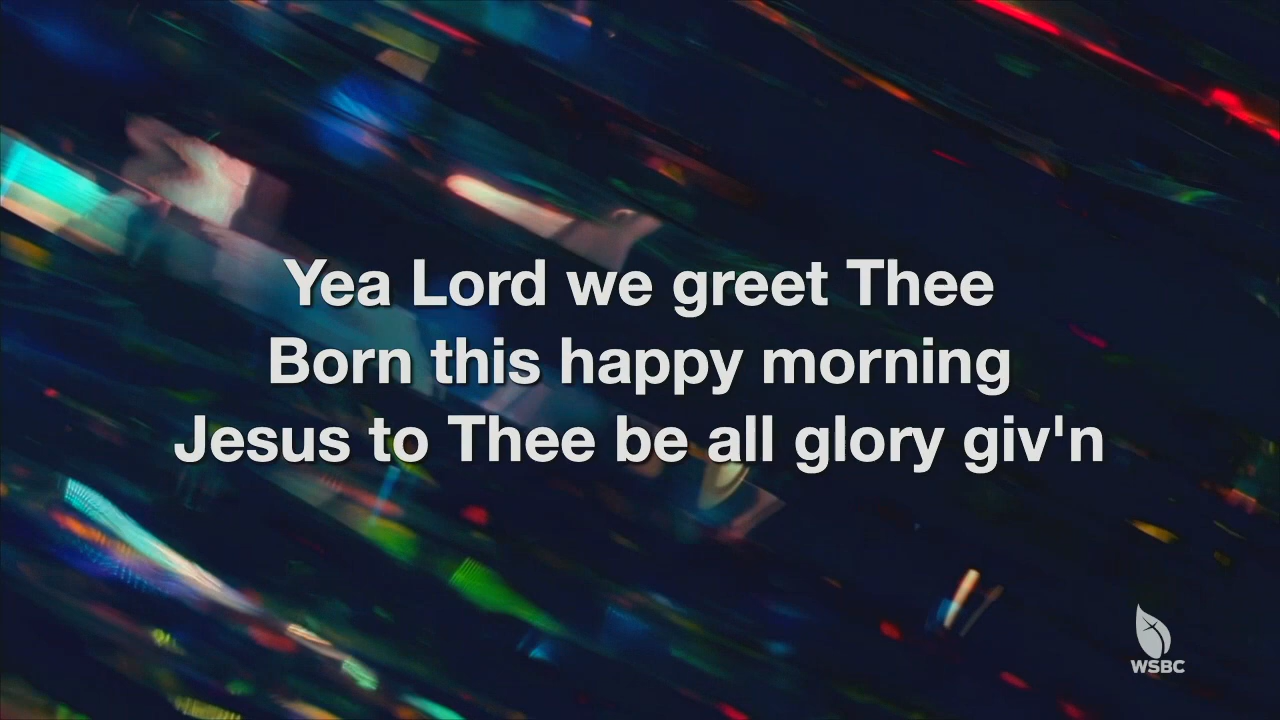 Yea Lord we greet Thee
Born this happy morning
Jesus to Thee be all glory giv'n
WSBC